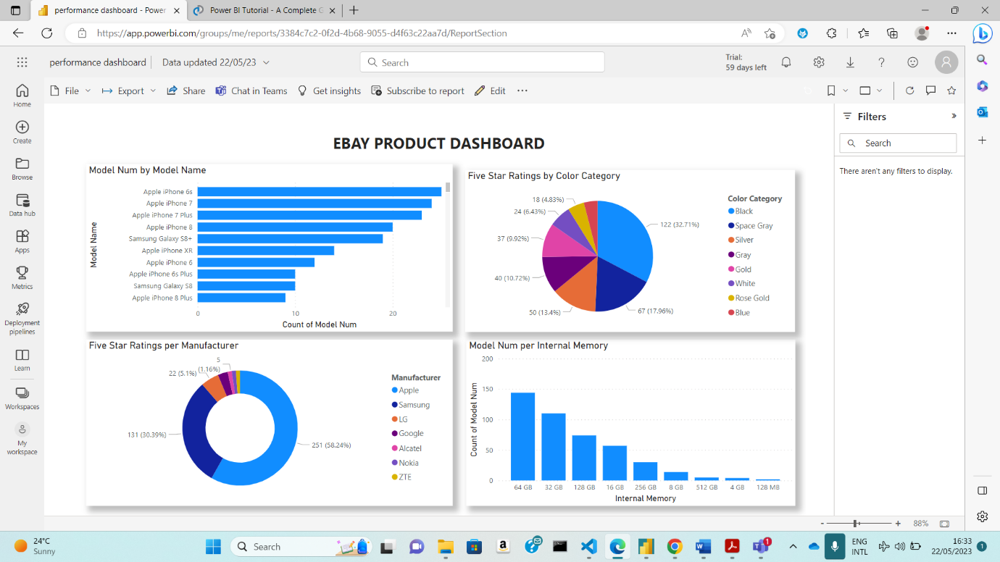 performance dashboard - Power
Power BI Tutorial - A Complete G
https://app.powerbi.com/groups/me/reports/3384c7c2-0f2d-4b68-9055-d4f63c22aa7d/ReportSection
performance dashboard
Data updated 22/05/23
Search
Trial:
59 days left
File
Export
Share
Chat in Teams
Get insights
Subscribe to report
Edit
Home
Create
Browse
Data hub
Apps
Metrics
Deployment
pipelines
Learn
Workspaces
My
workspace
EBAY PRODUCT DASHBOARD
Model Num by Model Name
Model Name
Apple iPhone 6s
Apple iPhone 7
Apple iPhone 7 Plus
Apple iPhone 8
Samsung Galaxy S8+
Apple iPhone XR
Apple iPhone 6
Apple iPhone 6s Plus
Samsung Galaxy S8
Apple iPhone 8 Plus
0 10 20
Count of Model Num
Five Star Ratings by Color Category
18 (4.83%)
24 (6.43%)
37 (9.92%)
40 (10.72%)
50 (13.4%)
67 (17.96%)
122 (32.71%)
Color Category
Black
Space Gray
Silver
Gray
Gold
White
Rose Gold
Blue
Five Star Ratings per Manufacturer
5
(1.16%)
22 (5.1%)
131 (30.39%)
251 (58.24%)
Manufacturer
Apple
Samsung
LG
Google
Alcatel
Nokia
ZTE
Model Num per Internal Memory
Count of Model Num
200
150
100
50
0
64 GB 32 GB 128 GB 16 GB 256 GB 8 GB 512 GB 4 GB 128 MB
Internal Memory
Filters
Search
There aren't any filters to display.
- + 88%
24°C
Sunny
Search
1
ENG
INTL
16:33
22/05/2023
1